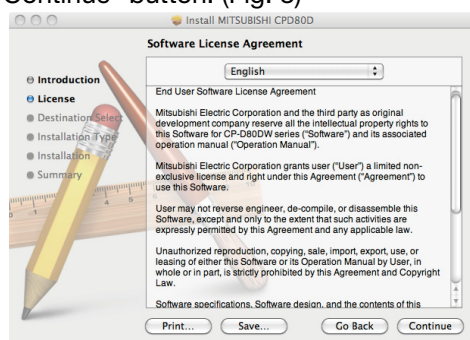 Continue" button. (Fig. 5)
Install MITSUBISHI CPD80D
Software License Agreement
Introduction
License
Destination Select
Installation Type
Installation
Summary
English
End User Software License Agreement
Mitsubishi Electric Corporation and the third party as original
development company reserve all the intellectual property rights to
this Software for CP-D80DW series ("Software") and its associated
operation manual ("Operation Manual").
Mitsubishi Electric Corporation grants user ("User") a limited non-
exclusive license and right under this Agreement ("Agreement") to
use this Software.
User may not reverse engineer, de-compile, or disassemble this
Software, except and only to the extent that such activities are
expressly permitted by this Agreement and any applicable law.
Unauthorized reproduction, copying, sale, import, export, use, or
leasing of either this Software or its Operation Manual by User, in
whole or in part, is strictly prohibited by this Agreement and Copyright
Law.
Software specifications, Software design, and the contents of this
Print... Save... Go Back Continue